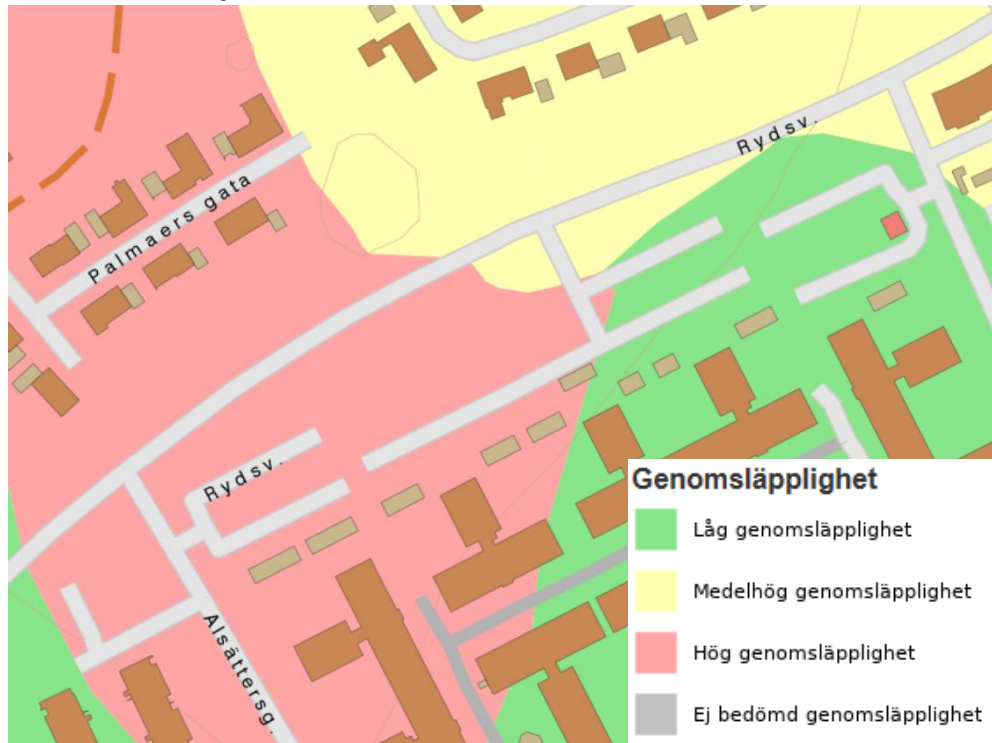 Rydsv.
Palmaers gata
Rydsv.
Alsättersg.
Genomsläpplighet
Låg genomsläpplighet
Medelhög genomsläpplighet
Hög genomsläpplighet
Ej bedömd genomsläpplighet